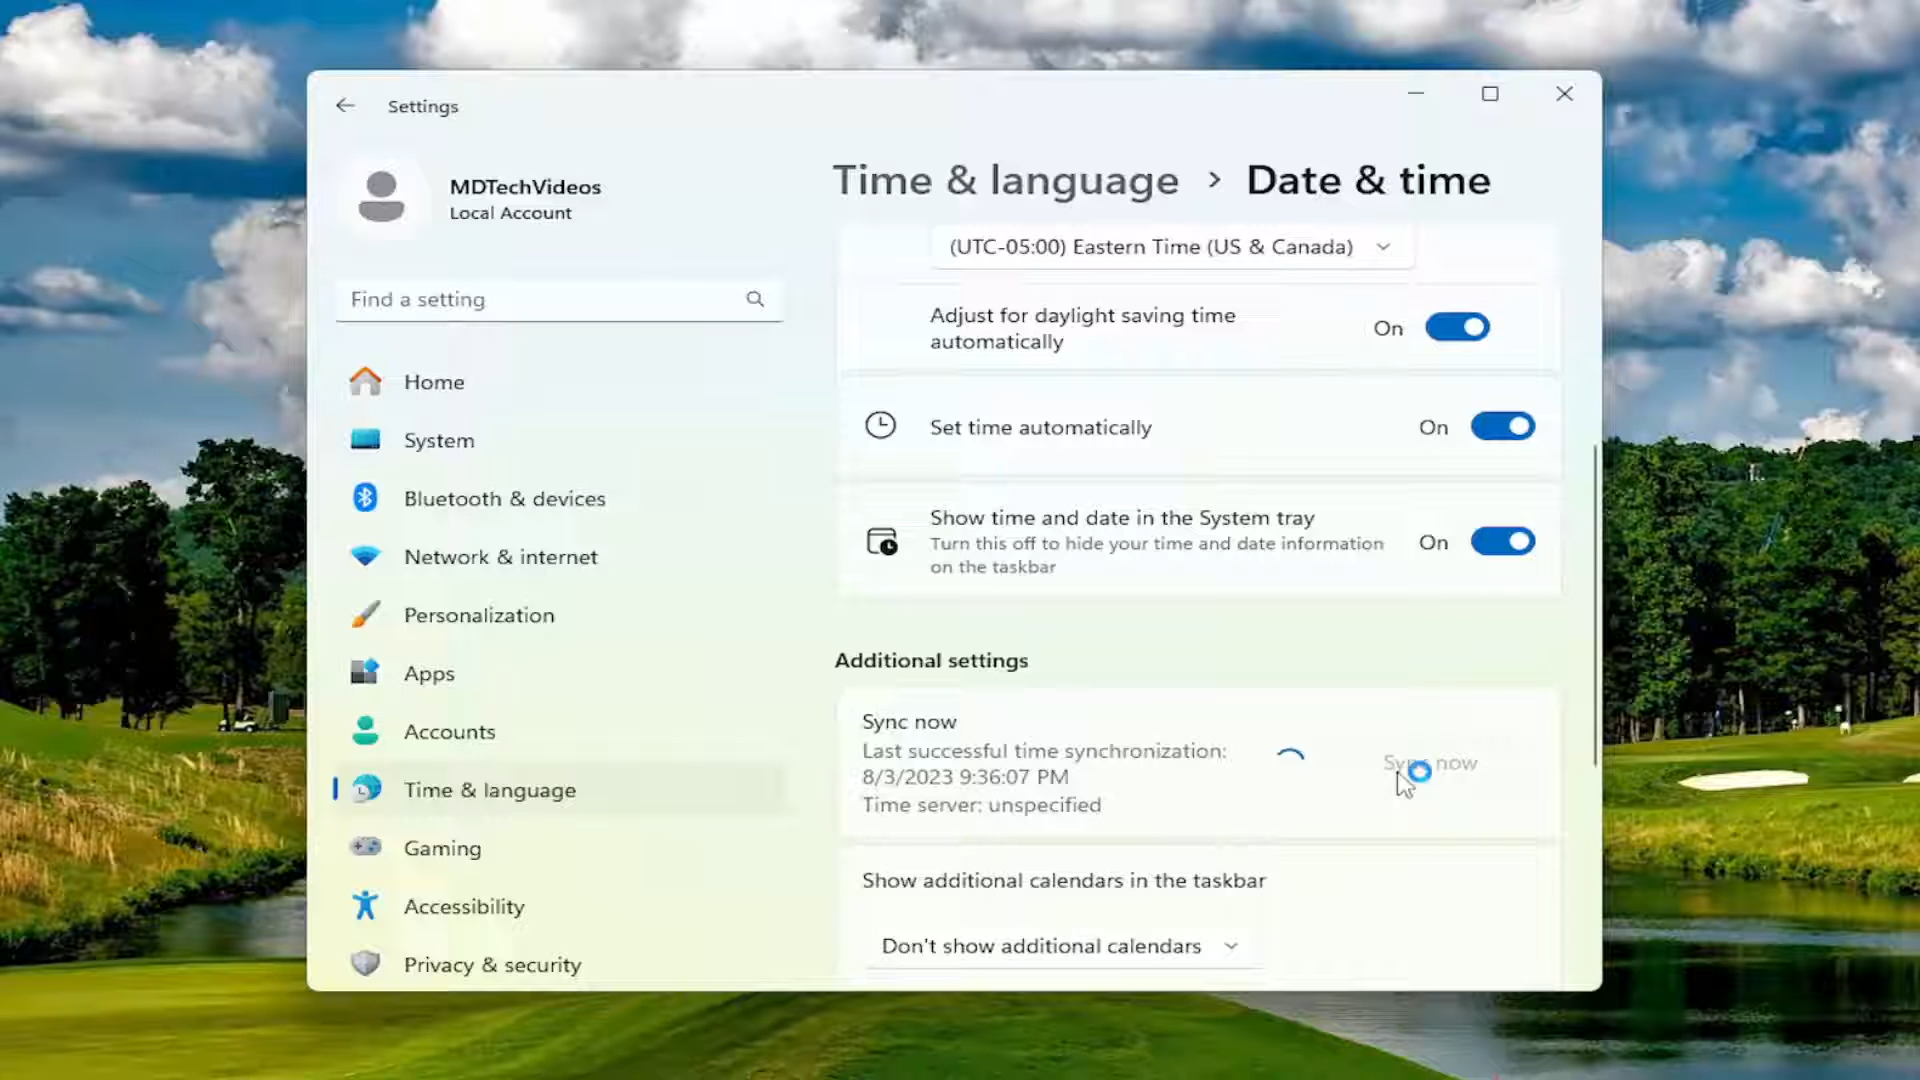 Settings
MDTechVideos
Local Account
Find a setting
Home
System
Bluetooth & devices
Network & internet
Personalization
Apps
Accounts
Time & language
Gaming
Accessibility
Privacy & security
Time & language > Date & time
(UTC-05:00) Eastern Time (US & Canada)
Adjust for daylight saving time
automatically
On
Set time automatically
On
Show time and date in the System tray
Turn this off to hide your time and date information
on the taskbar
On
Additional settings
Sync now
Last successful time synchronization:
8/3/2023 9:36:07 PM
Time server: unspecified
Sync now
Show additional calendars in the taskbar
Don't show additional calendars